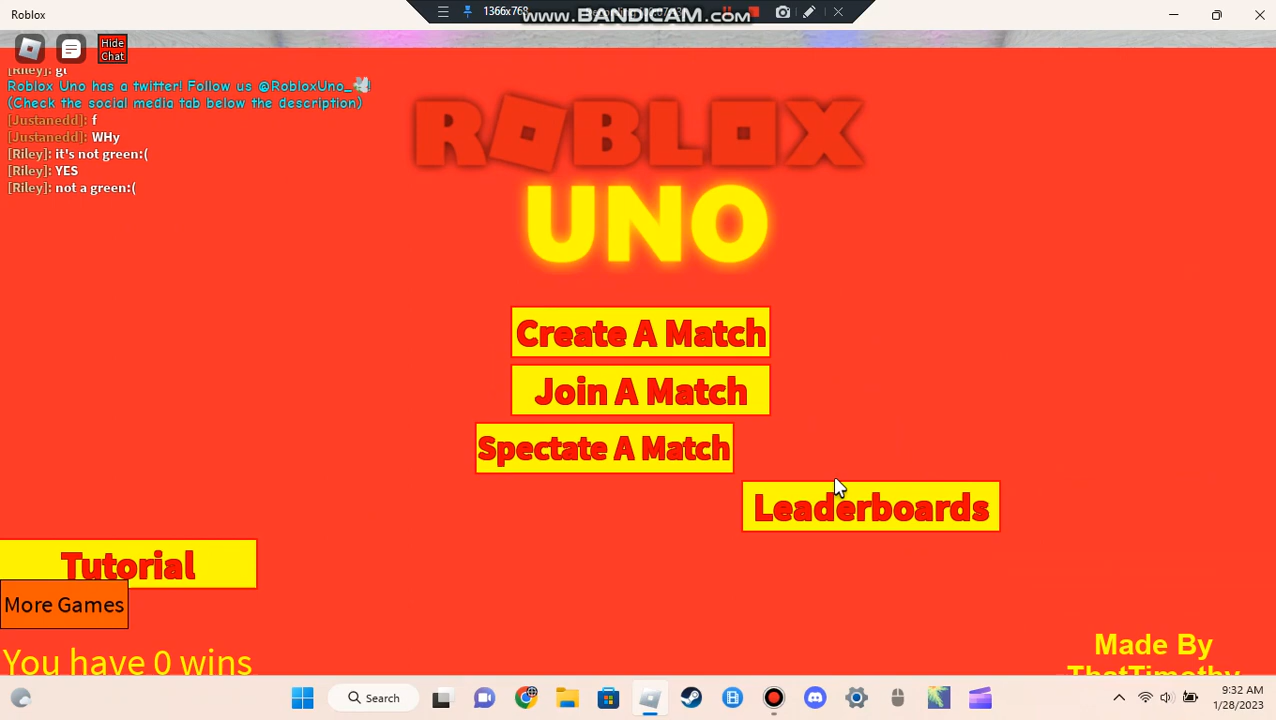 Roblox
1366x768
www.BANDICAM.com
Hide
Chat
[Riley]: gl
Roblox Uno has a twitter! Follow us @RobloxUno_
(Check the social media tab below the description)
[Justanedd]: f
[Justanedd]: WHy
[Riley]: it's not green:(
[Riley]: YES
[Riley]: not a green:(
ROBLOX
UNO
Create A Match
Join A Match
Spectate A Match
Leaderboards
Tutorial
More Games
You have 0 wins
Made By
ThatTimothy
Search
9:32 AM
1/28/2023